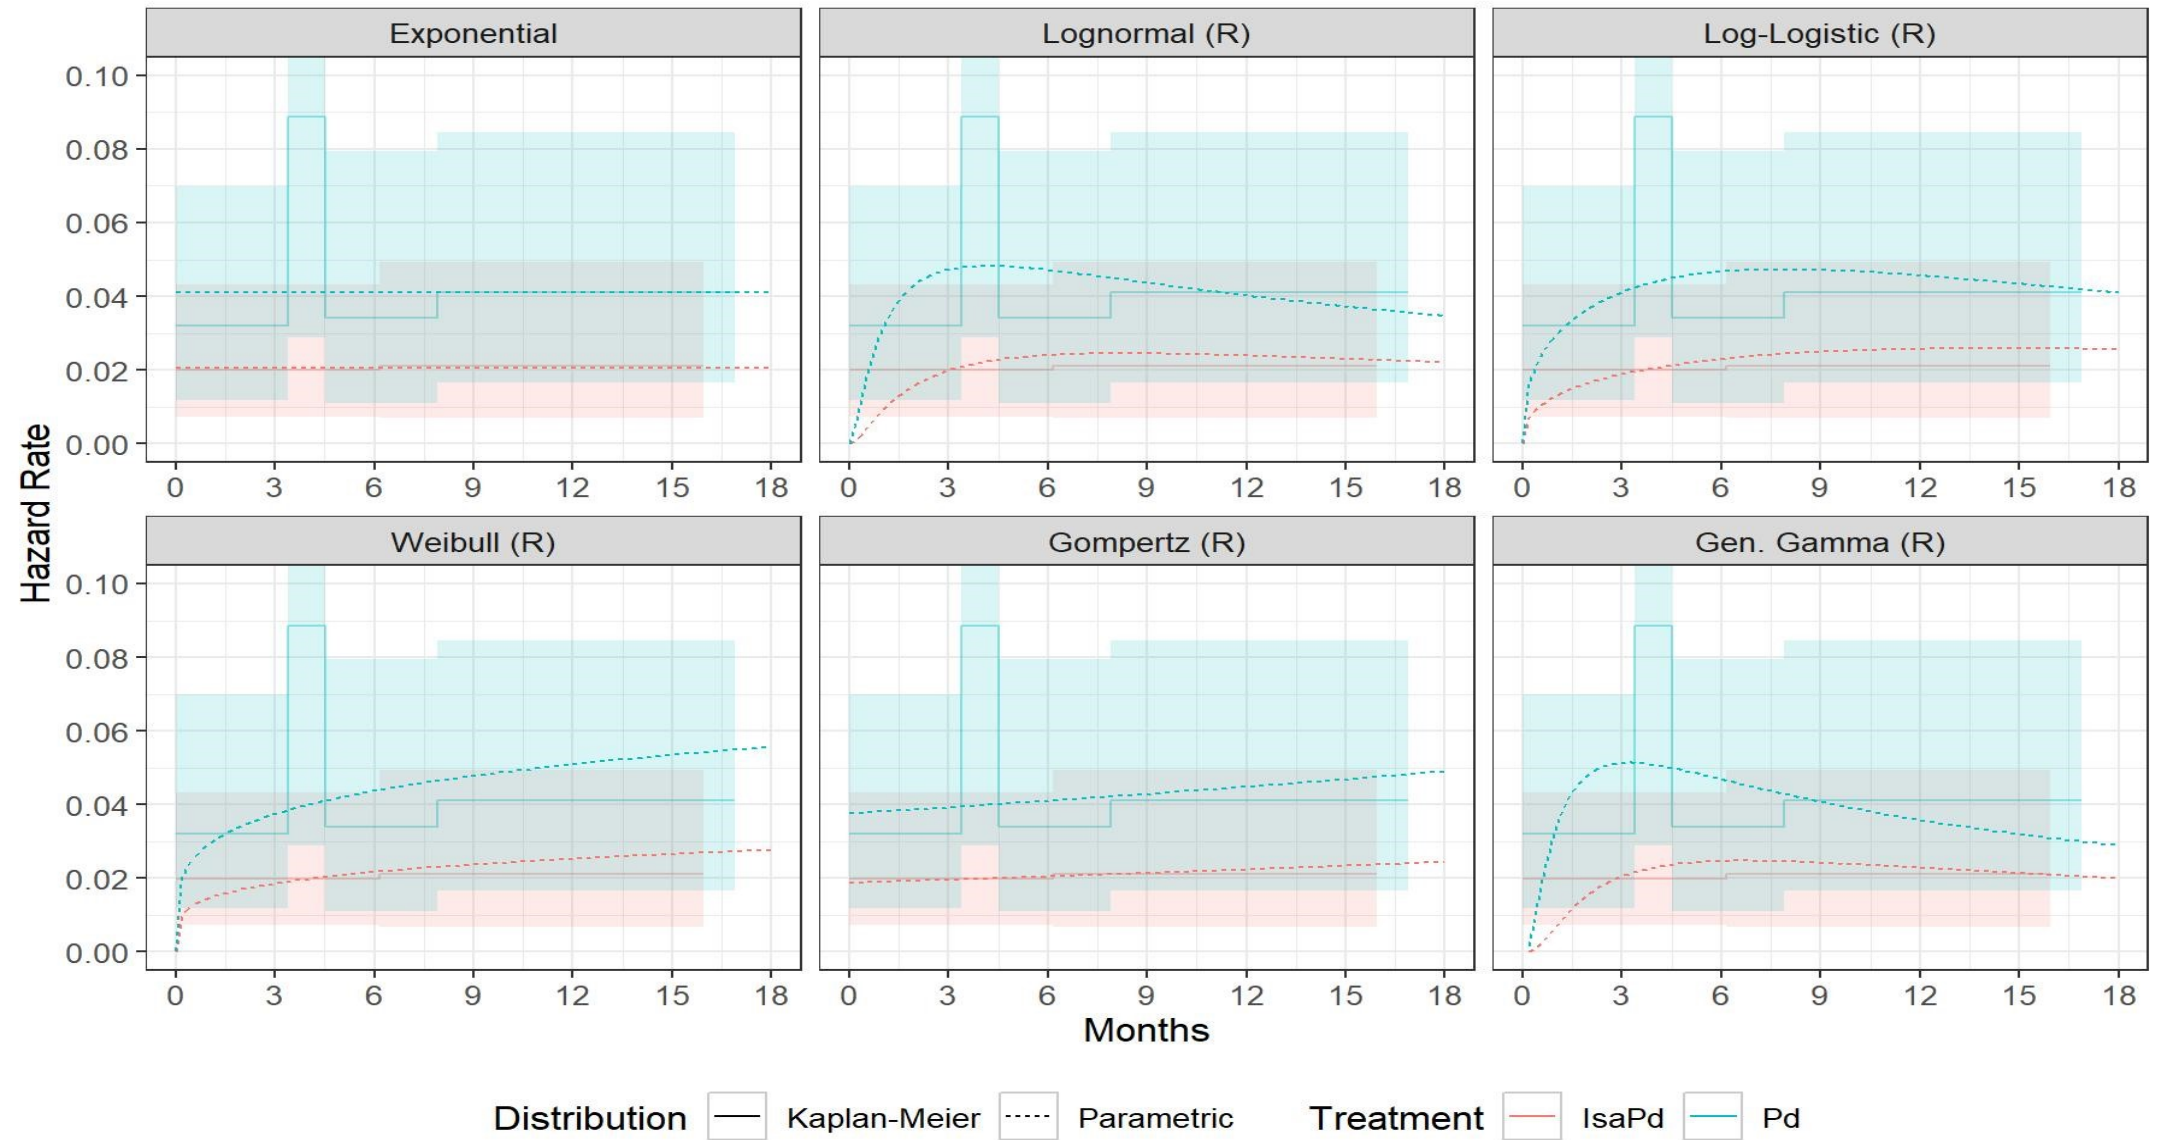 Exponential
Lognormal (R)
Log-Logistic (R)
0.10
0.08
0.06
0.04
0.02
0.00
0 3 6 9 12 15 18
0 3 6 9 12 15 18
0 3 6 9 12 15 18
Hazard Rate
Weibull (R)
Gompertz (R)
Gen. Gamma (R)
0.10
0.08
0.06
0.04
0.02
0.00
0 3 6 9 12 15 18
0 3 6 9 12 15 18
0 3 6 9 12 15 18
Months
Distribution Kaplan-Meier Parametric Treatment IsaPd Pd